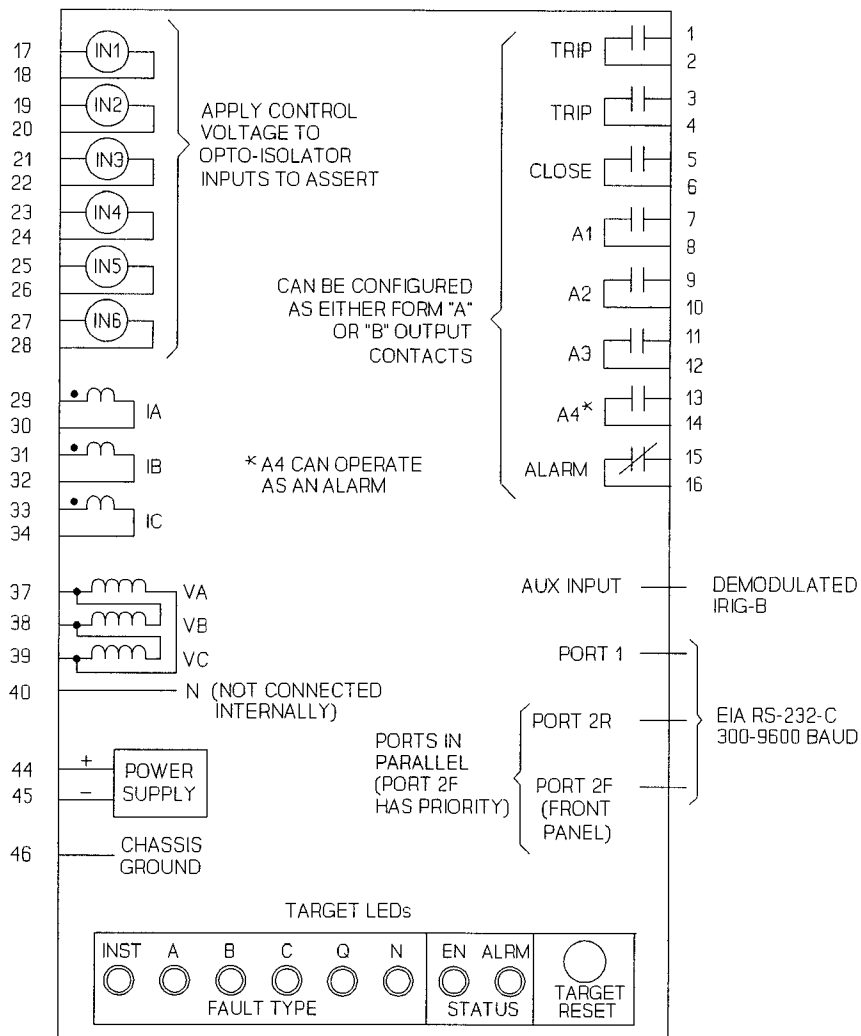 17
IN1
18
19
IN2
20
21
IN3
22
23
IN4
24
25
IN5
26
27
IN6
28
APPLY CONTROL
VOLTAGE TO
OPTO-ISOLATOR
INPUTS TO ASSERT
TRIP
1
2
TRIP
3
4
CLOSE
5
6
A1
7
8
A2
9
10
A3
11
12
A4*
13
14
ALARM
15
16
CAN BE CONFIGURED
AS EITHER FORM "A"
OR "B" OUTPUT
CONTACTS
29
30
IA
31
32
IB
33
34
IC
* A4 CAN OPERATE
AS AN ALARM
37
VA
38
VB
39
VC
40
N (NOT CONNECTED
INTERNALLY)
44
+
45
−
POWER
SUPPLY
46
CHASSIS
GROUND
AUX INPUT
DEMODULATED
IRIG-B
PORT 1
PORT 2R
PORT 2F
(FRONT
PANEL)
PORTS IN
PARALLEL
(PORT 2F
HAS PRIORITY)
EIA RS-232-C
300-9600 BAUD
TARGET LEDs
INST A B C Q N EN ALRM
FAULT TYPE
STATUS
TARGET
RESET